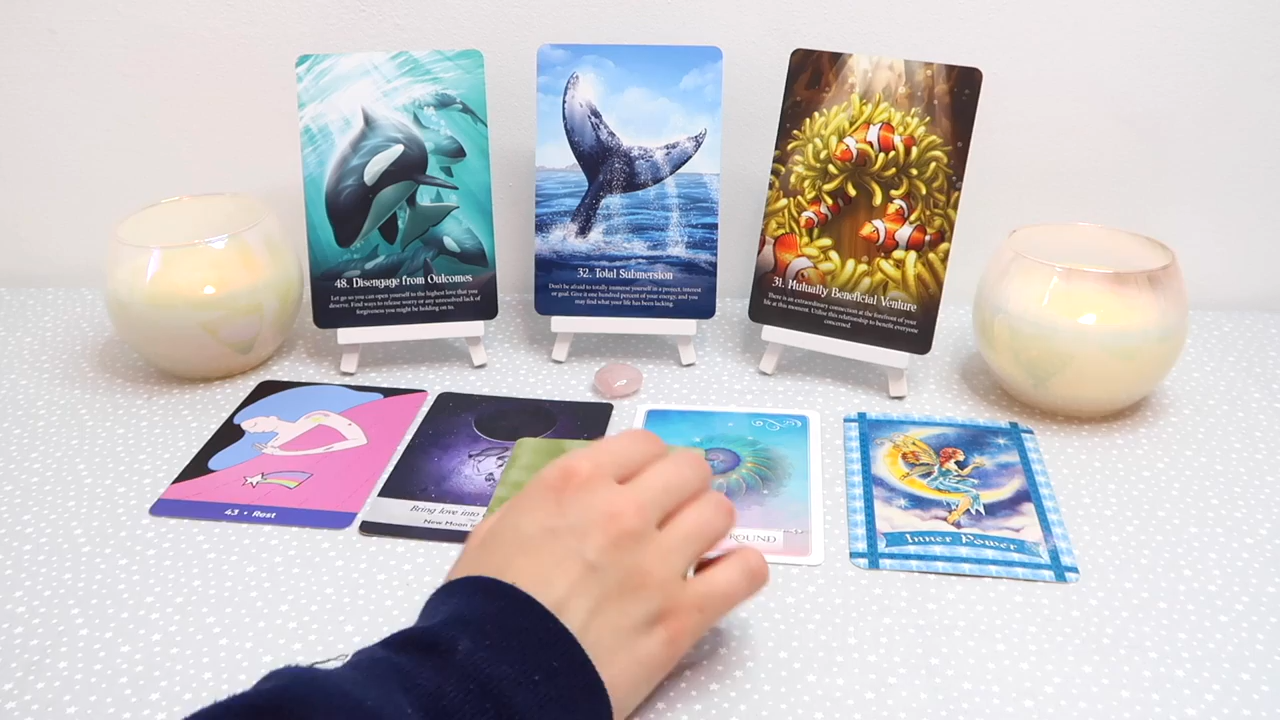 48. Disengage from Outcomes
Let go so you can open yourself to the highest love that you
deserve. Find ways to release worry or any unresolved lack of
forgiveness you might be holding on to.
32. Total Submersion
Don't be afraid to totally immerse yourself in a project, interest
or goal. Give it one hundred percent of your energy, and you
may find what your life has been lacking.
31. Mutually Beneficial Venture
There is an extraordinary connection at the forefront of your
life at this moment. Utilise this relationship to benefit everyone
concerned.
43 • Rest
Bring love into
New Moon
ROUND
Inner Power